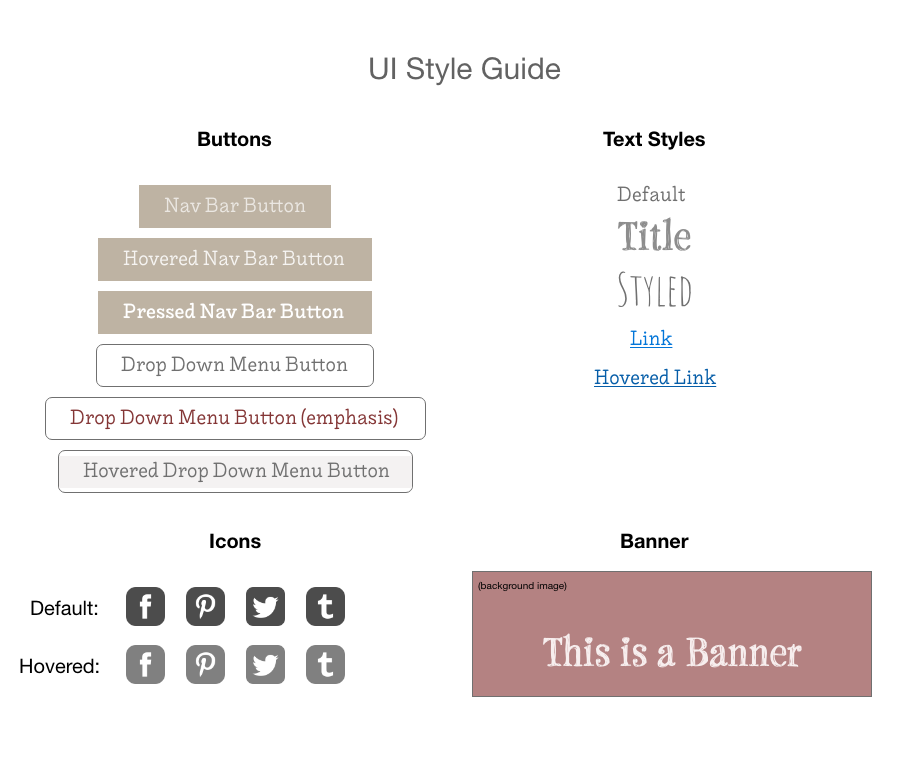 UI Style Guide
Buttons
Nav Bar Button
Hovered Nav Bar Button
Pressed Nav Bar Button
Drop Down Menu Button
Drop Down Menu Button (emphasis)
Hovered Drop Down Menu Button
Text Styles
Default
Title
Styled
Link
Hovered Link
Icons
Default:
Hovered:
Banner
(background image)
This is a Banner